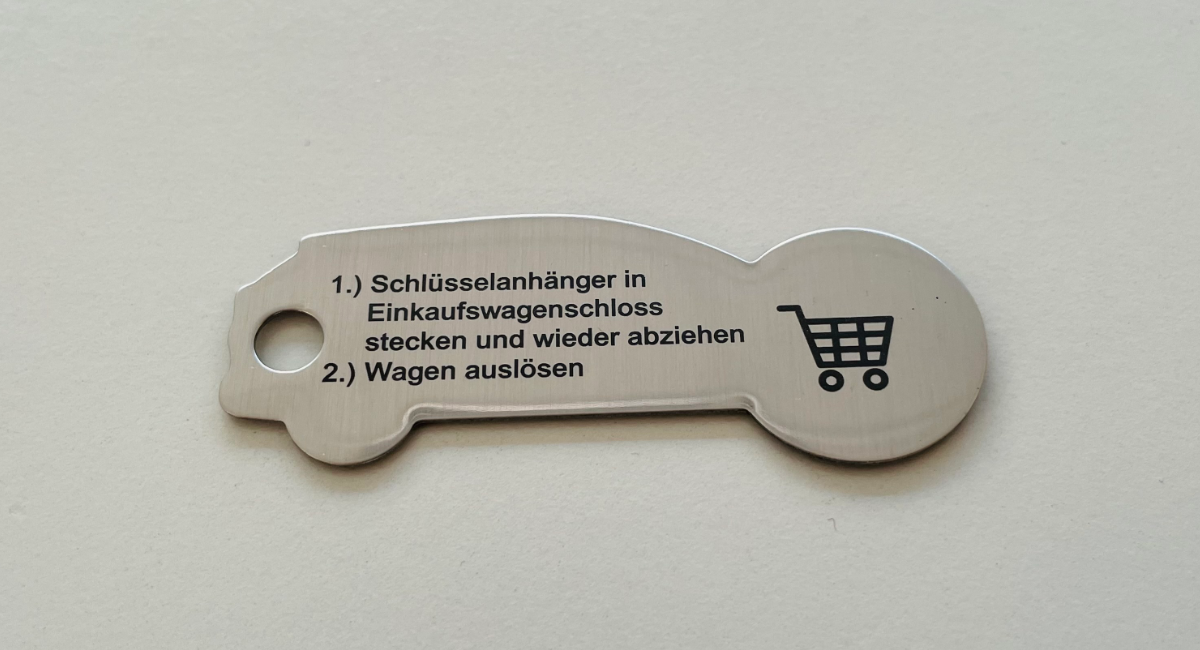 1.) Schlüsselanhänger in
Einkaufswagenschloss
stecken und wieder abziehen
2.) Wagen auslösen